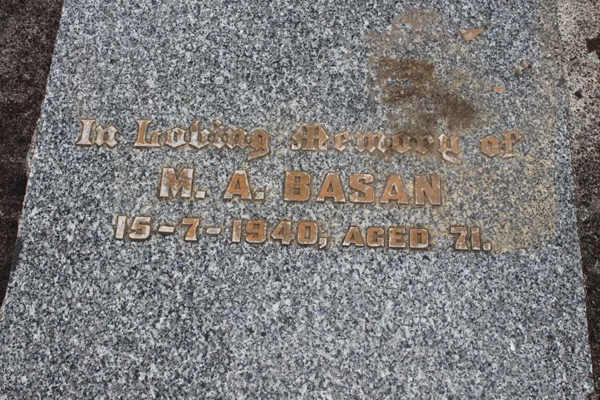 In Loving Memory of
M. A. BASAN
15-7-1940, AGED 71.